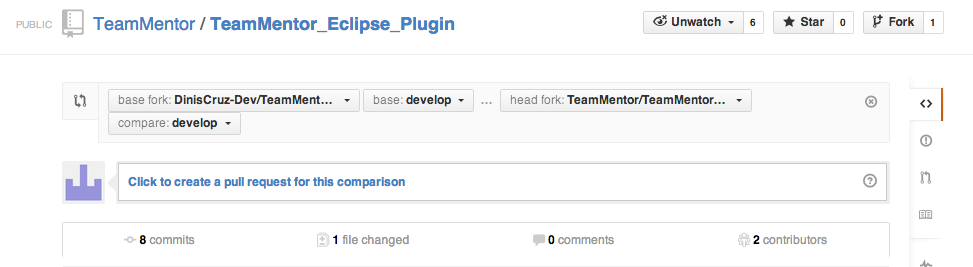 PUBLIC TeamMentor / TeamMentor_Eclipse_Plugin Unwatch 6 Star 0 Fork 1
base fork: DinisCruz-Dev/TeamMent... base: develop ... head fork: TeamMentor/TeamMentor...
compare: develop
Click to create a pull request for this comparison ?
8 commits 1 file changed 0 comments 2 contributors